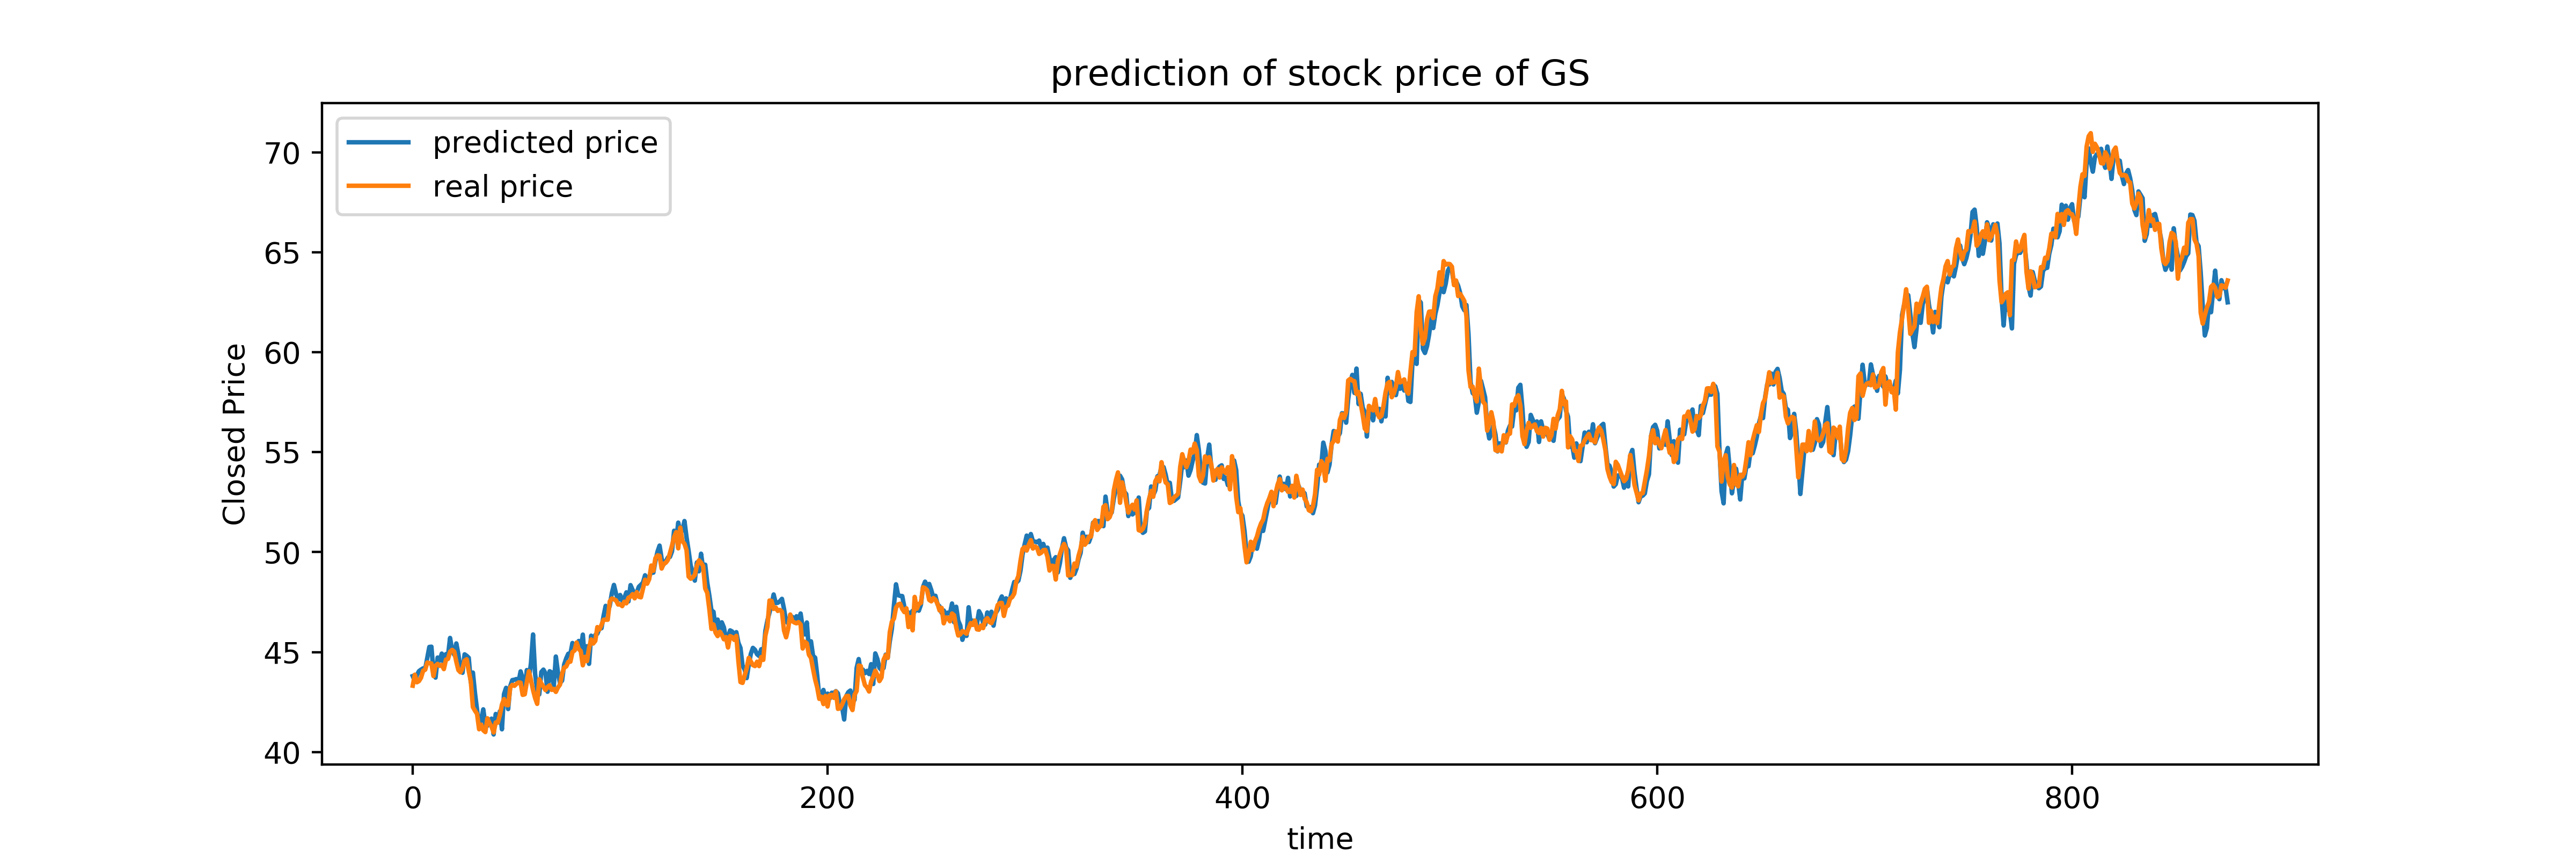 prediction of stock price of GS
predicted price
real price
70
65
60
55
50
45
40
Closed Price
0 200 400 600 800
time